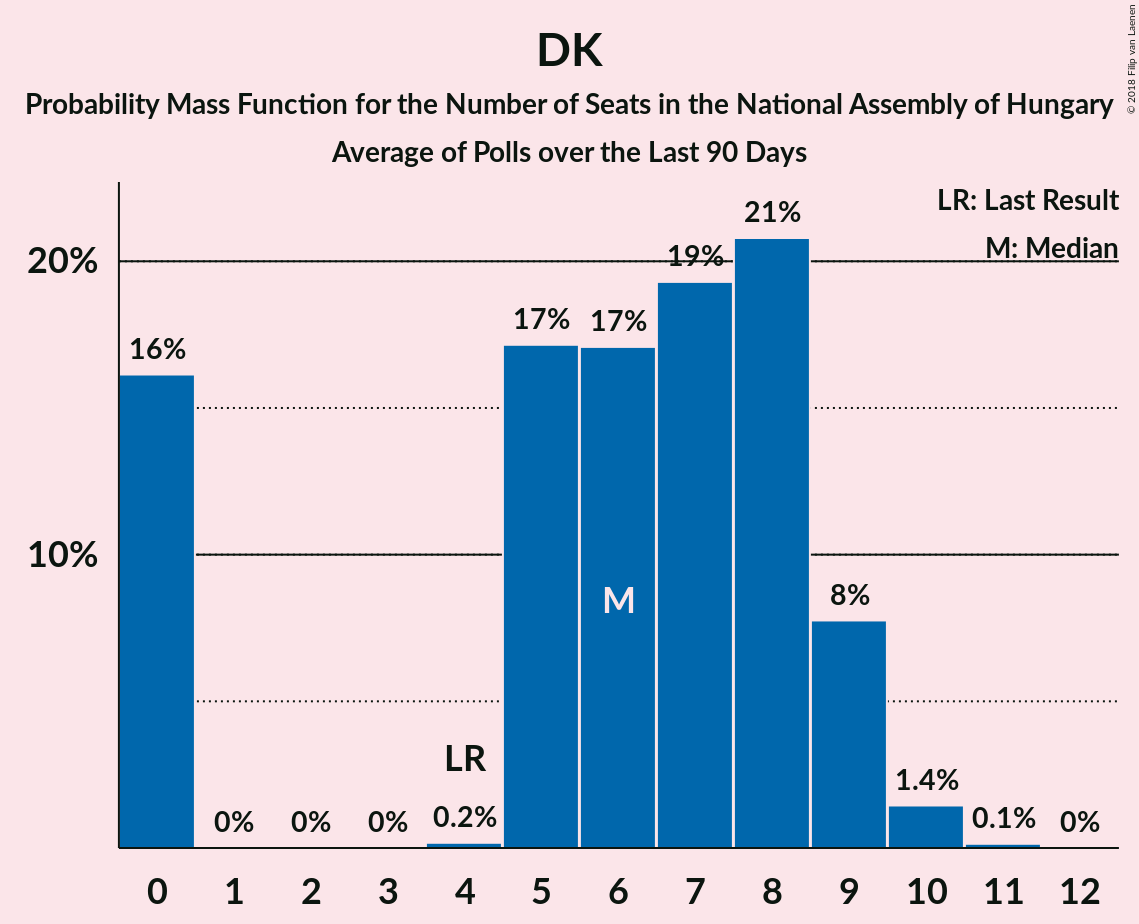 DK
Probability Mass Function for the Number of Seats in the National Assembly of Hungary
Average of Polls over the Last 90 Days
© 2018 Filip van Laenen
LR: Last Result
M: Median
20%
10%
16%
0%
0%
0%
LR
0.2%
17%
17%
M
19%
21%
8%
1.4%
0.1%
0%
0 1 2 3 4 5 6 7 8 9 10 11 12